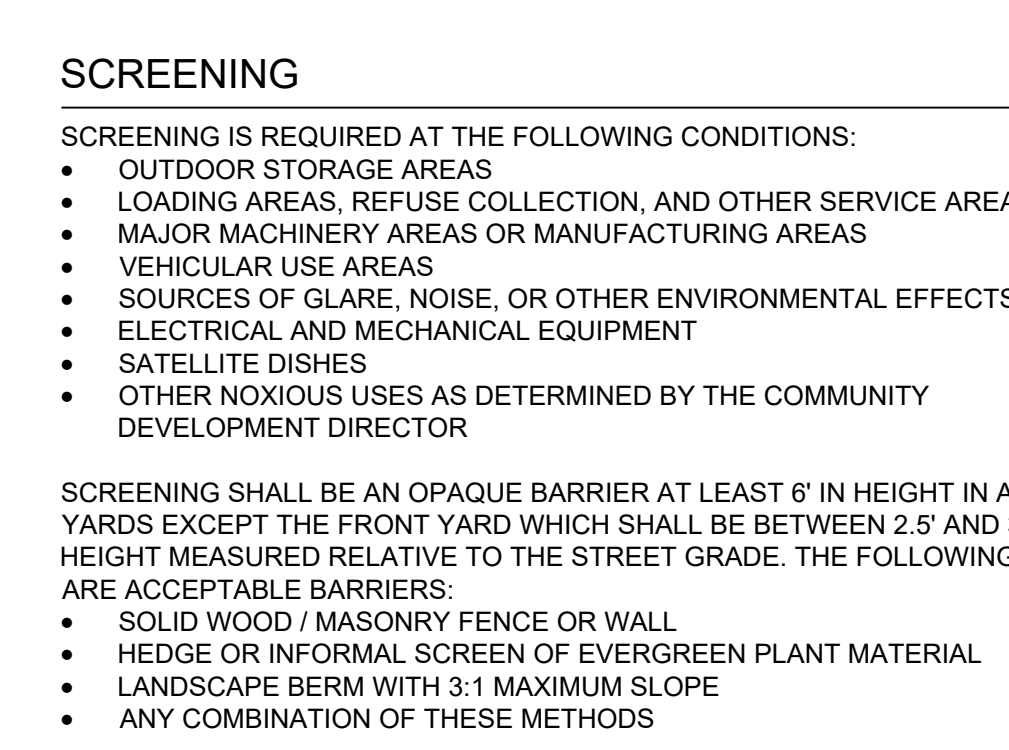 SCREENING
SCREENING IS REQUIRED AT THE FOLLOWING CONDITIONS:
• OUTDOOR STORAGE AREAS
• LOADING AREAS, REFUSE COLLECTION, AND OTHER SERVICE
• MAJOR MACHINERY AREAS OR MANUFACTURING AREAS
• VEHICULAR USE AREAS
• SOURCES OF GLARE, NOISE, OR OTHER ENVIRONMENTAL EFFECTS
• ELECTRICAL AND MECHANICAL EQUIPMENT
• SATELLITE DISHES
• OTHER NOXIOUS USES AS DETERMINED BY THE COMMUNITY
DEVELOPMENT DIRECTOR
SCREENING SHALL BE AN OPAQUE BARRIER AT LEAST 6' IN HEIGHT IN
YARDS EXCEPT THE FRONT YARD WHICH SHALL BE BETWEEN 2.5' AND
HEIGHT MEASURED RELATIVE TO THE STREET GRADE. THE FOLLOWING
ARE ACCEPTABLE BARRIERS:
• SOLID WOOD / MASONRY FENCE OR WALL
• HEDGE OR INFORMAL SCREEN OF EVERGREEN PLANT MATERIAL
• LANDSCAPE BERM WITH 3:1 MAXIMUM SLOPE
• ANY COMBINATION OF THESE METHODS